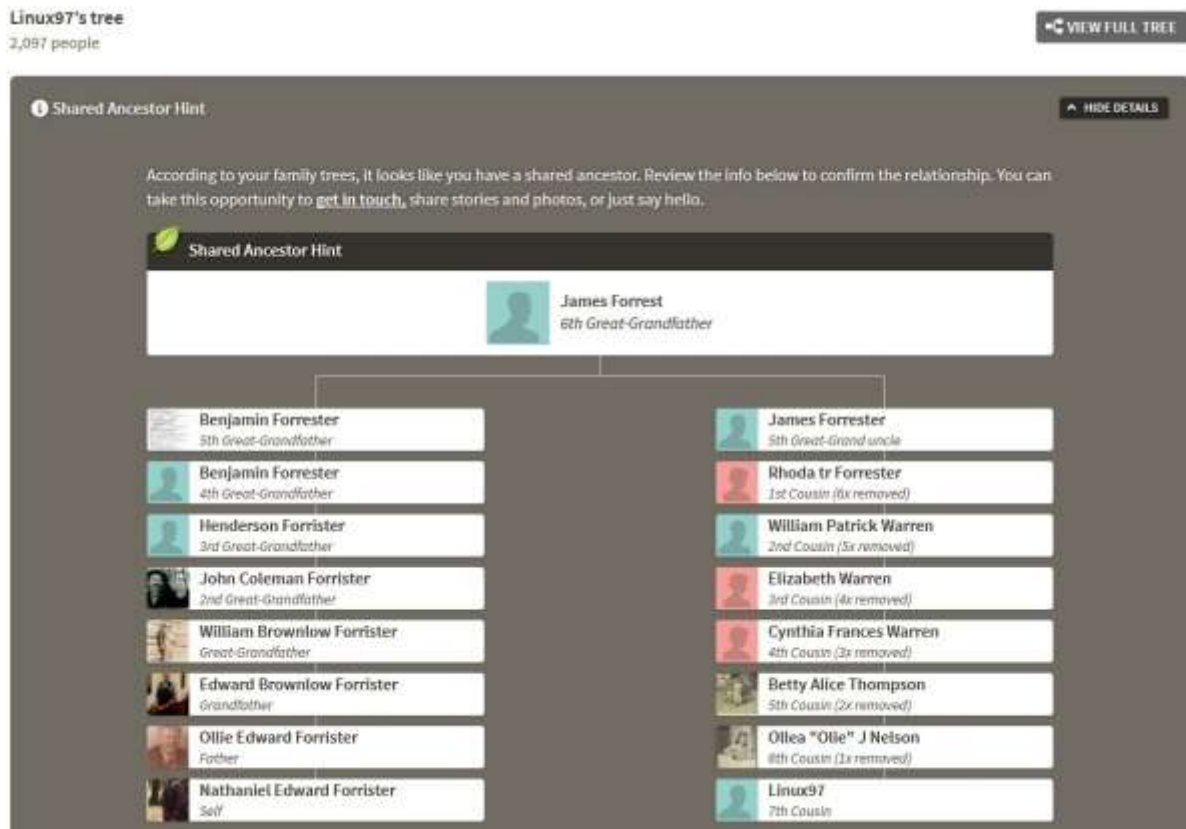 Linux97's tree
2,097 people
VIEW FULL TREE
Shared Ancestor Hint
HIDE DETAILS
According to your family trees, it looks like you have a shared ancestor. Review the info below to confirm the relationship. You can
take this opportunity to get in touch, share stories and photos, or just say hello.
Shared Ancestor Hint
James Forrest
6th Great-Grandfather
Benjamin Forrester
5th Great-Grandfather
Benjamin Forrester
4th Great-Grandfather
Henderson Forrister
3rd Great-Grandfather
John Coleman Forrister
2nd Great-Grandfather
William Brownlow Forrister
Great-Grandfather
Edward Brownlow Forrister
Grandfather
Ollie Edward Forrister
Father
Nathaniel Edward Forrister
Self
James Forrester
5th Great-Grand uncle
Rhoda tr Forrester
1st Cousin (6x removed)
William Patrick Warren
2nd Cousin (5x removed)
Elizabeth Warren
3rd Cousin (4x removed)
Cynthia Frances Warren
4th Cousin (3x removed)
Betty Alice Thompson
5th Cousin (2x removed)
Ollea "Olie" J Nelson
6th Cousin (1x removed)
Linux97
7th Cousin